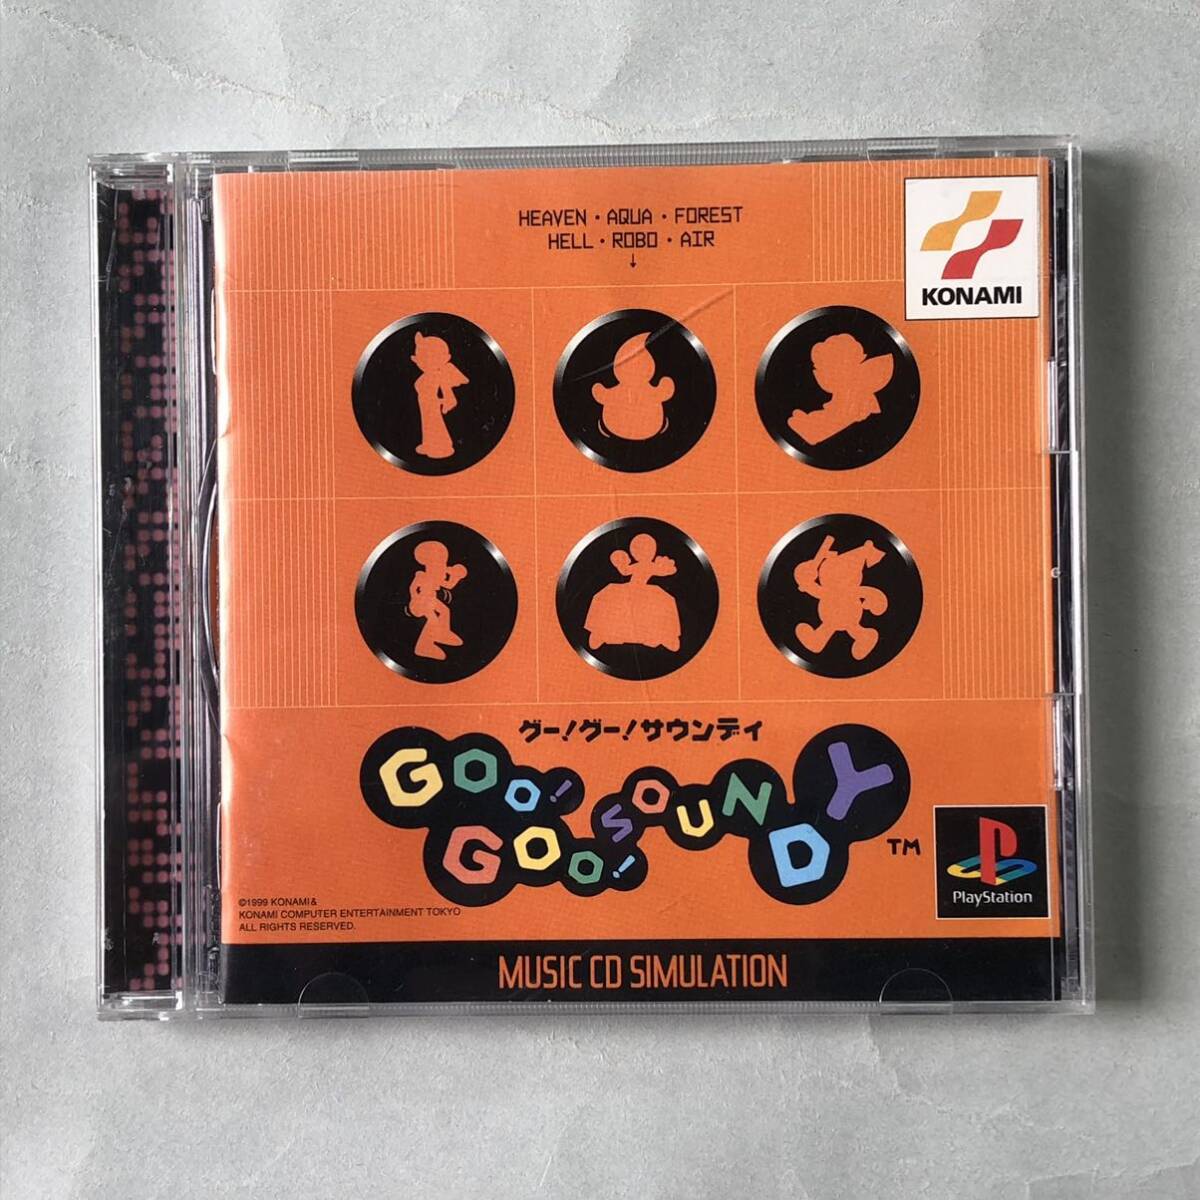 HEAVEN・AQUA・FOREST
HELL・ROBO・AIR
↓
KONAMI
グー!グー!サウンディ
GOO!
GOO!
SOUNDY
TM
PlayStation
©1999 KONAMI&
KONAMI COMPUTER ENTERTAINMENT TOKYO
ALL RIGHTS RESERVED.
MUSIC CD SIMULATION